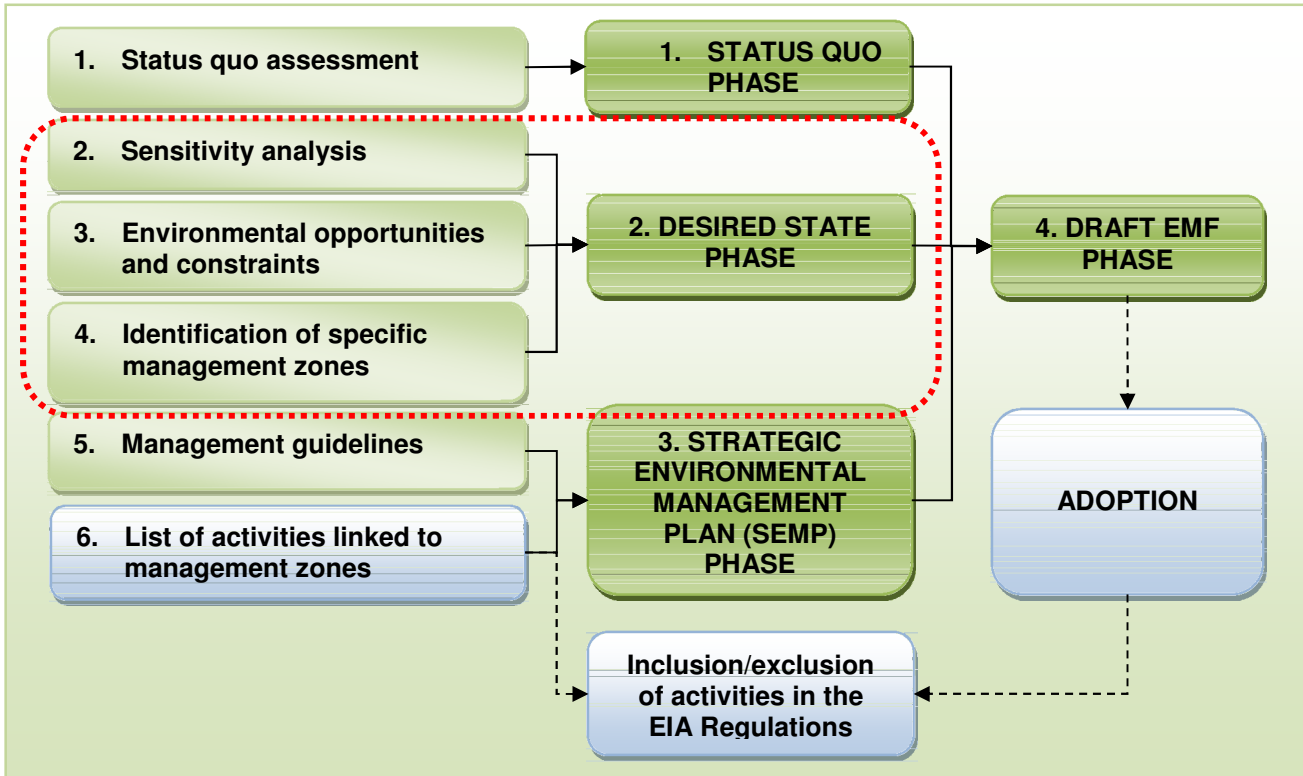 1. Status quo assessment
2. Sensitivity analysis
3. Environmental opportunities
and constraints
4. Identification of specific
management zones
5. Management guidelines
6. List of activities linked to
management zones
1. STATUS QUO
PHASE
2. DESIRED STATE
PHASE
3. STRATEGIC
ENVIRONMENTAL
MANAGEMENT
PLAN (SEMP)
PHASE
Inclusion/exclusion
of activities in the
EIA Regulations
4. DRAFT EMF
PHASE
ADOPTION